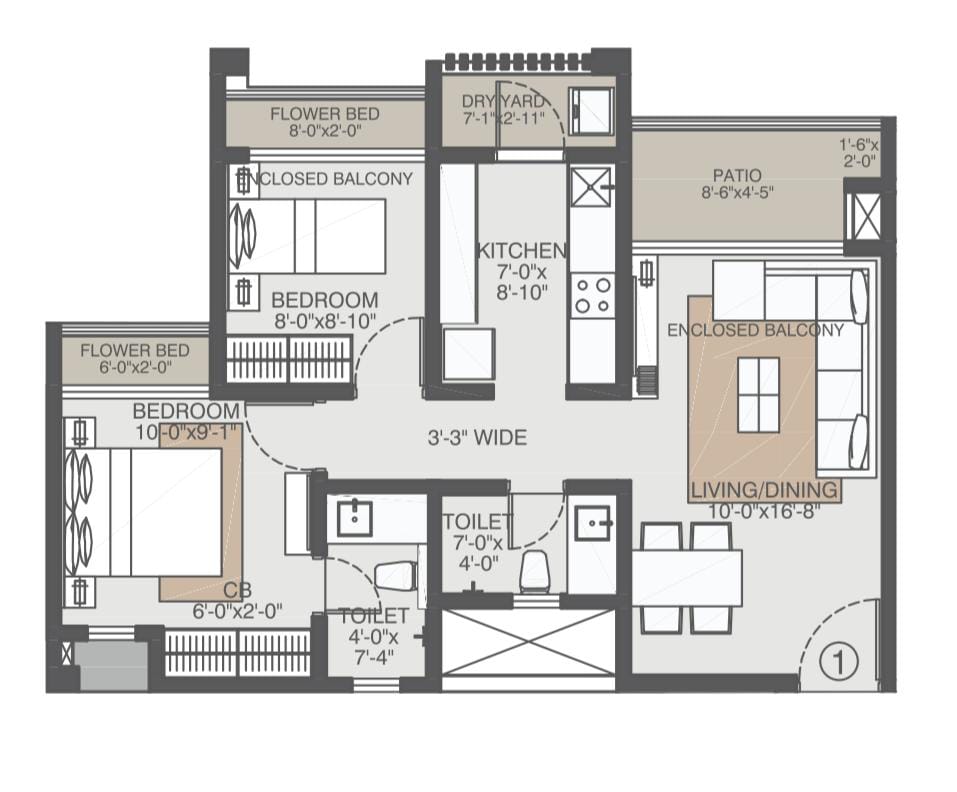 FLOWER BED
8'-0"x2'-0"
DRY YARD
7'-1"x2'-11"
1'-6"x
2'-0"
PATIO
8'-6"x4'-5"
ENCLOSED BALCONY
KITCHEN
7'-0"x
8'-10"
BEDROOM
8'-0"x8'-10"
ENCLOSED BALCONY
FLOWER BED
6'-0"x2'-0"
BEDROOM
10'-0"x9'-1"
3'-3" WIDE
LIVING/DINING
10'-0"x16'-8"
TOILET
7'-0"x
4'-0"
CB
6'-0"x2'-0"
TOILET
4'-0"x
7'-4"
1